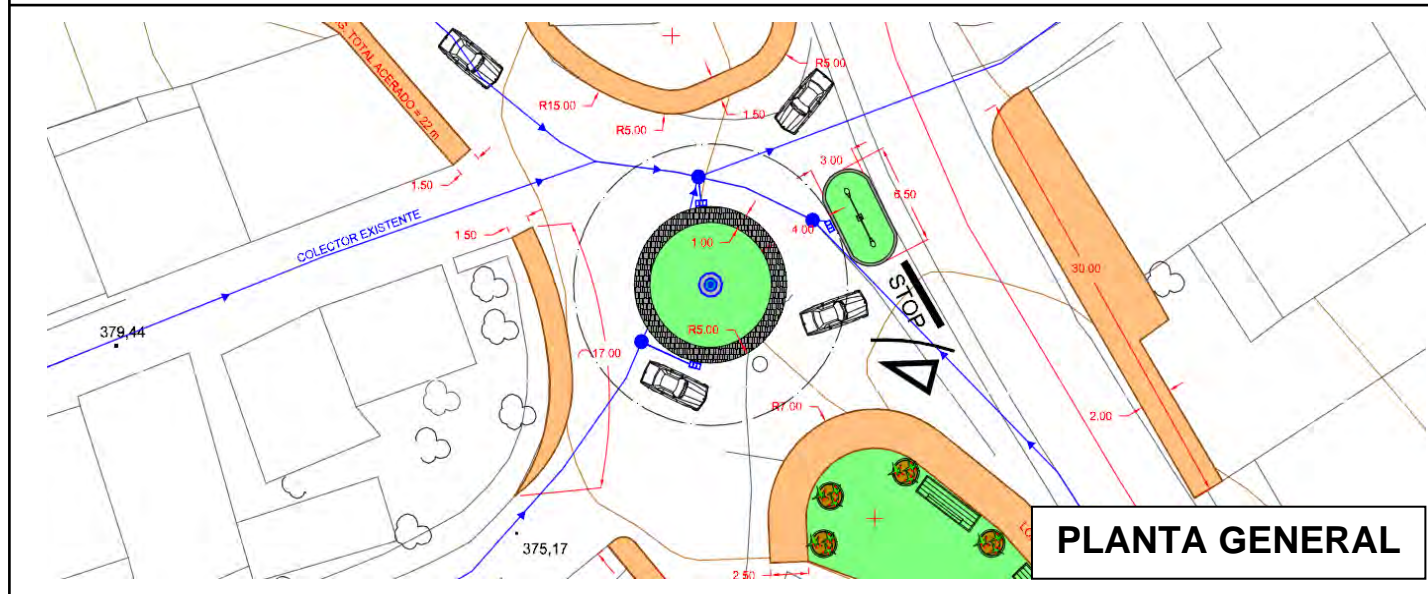 G. TOTAL ACERADO = 22 m
R5.00
R15.00
1.50
R5.00
1.50
3.00
6.50
COLECTOR EXISTENTE
1.50
1.00
4.00
30.00
STOP
379,44
R5.00
17.00
R7.00
2.00
375,17
2.50
PLANTA GENERAL